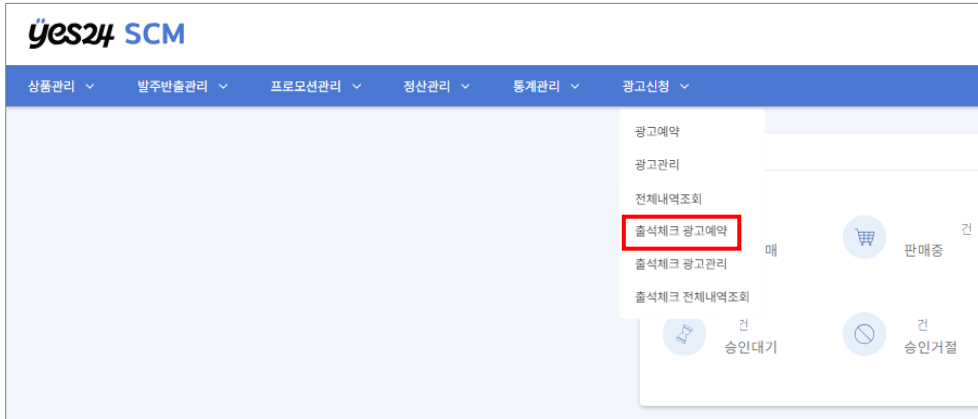 yes24 SCM
상품관리 발주반출관리 프로모션관리 정산관리 통계관리 광고신청
광고예약
광고관리
전체내역조회
출석체크 광고예약
출석체크 광고관리
출석체크 전체내역조회
매
건
판매중
건
승인대기
건
승인거절